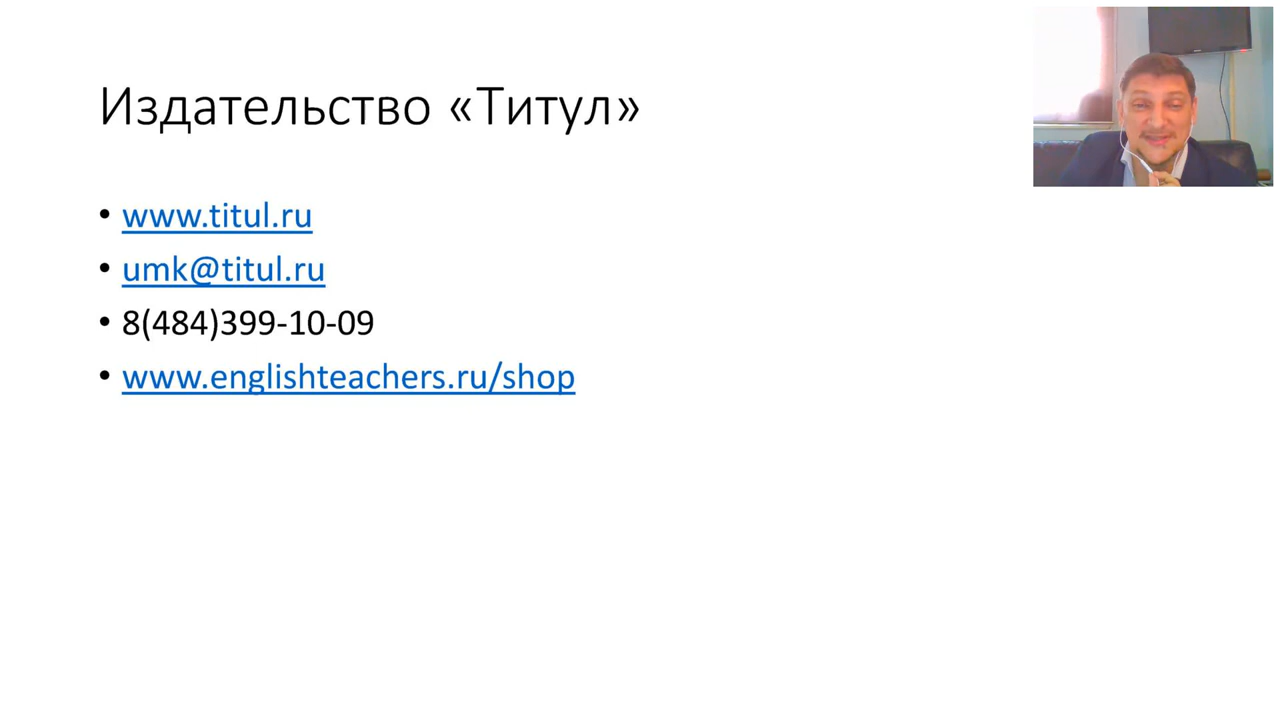 Издательство «Титул»
• www.titul.ru
• umk@titul.ru
• 8(484)399-10-09
• www.englishteachers.ru/shop